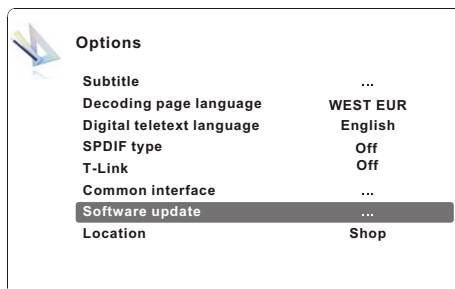 Options
Subtitle ...
Decoding page language WEST EUR
Digital teletext language English
SPDIF type Off
T-Link Off
Common interface ...
Software update ...
Location Shop